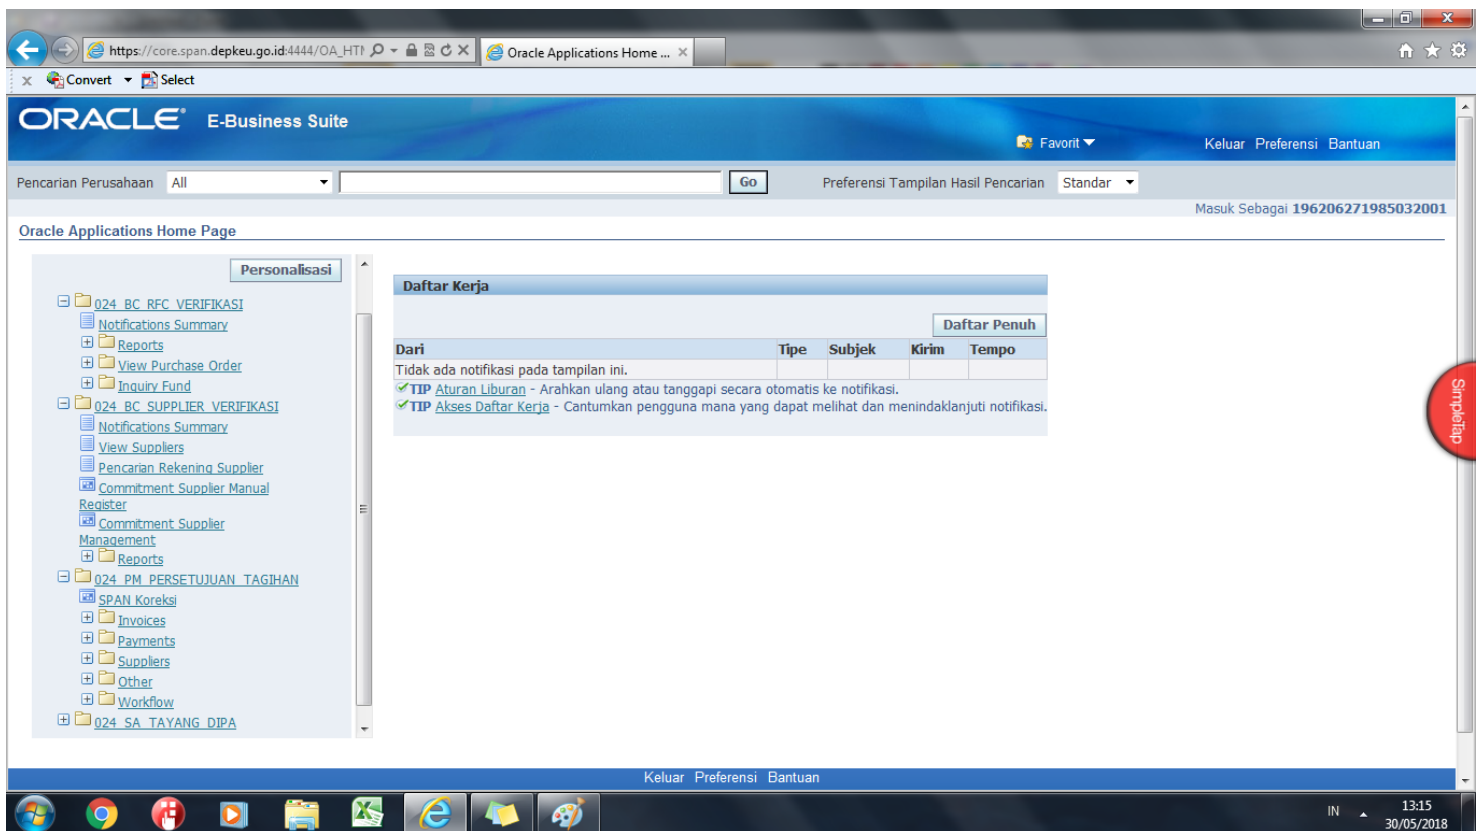 https://core.span.depkeu.go.id:4444/OA_HTM
Oracle Applications Home ...
x Convert Select
ORACLE E-Business Suite
Favorit Keluar Preferensi Bantuan
Pencarian Perusahaan All Go Preferensi Tampilan Hasil Pencarian Standar
Masuk Sebagai 196206271985032001
Oracle Applications Home Page
Personalisasi
024_BC_RFC_VERIFIKASI
Notifications Summary
Reports
View Purchase Order
Inquiry Fund
024_BC_SUPPLIER_VERIFIKASI
Notifications Summary
View Suppliers
Pencarian Rekening Supplier
Commitment Supplier Manual
Register
Commitment Supplier
Management
Reports
024_PM_PERSETUJUAN_TAGIHAN
SPAN Koreksi
Invoices
Payments
Suppliers
Other
Workflow
024_SA_TAYANG_DIPA
Daftar Kerja
Daftar Penuh
Dari Tipe Subjek Kirim Tempo
Tidak ada notifikasi pada tampilan ini.
TIP Aturan Liburan - Arahkan ulang atau tanggapi secara otomatis ke notifikasi.
TIP Akses Daftar Kerja - Cantumkan pengguna mana yang dapat melihat dan menindaklanjuti notifikasi.
SimpleTap
Keluar Preferensi Bantuan
IN 13:15
30/05/2018